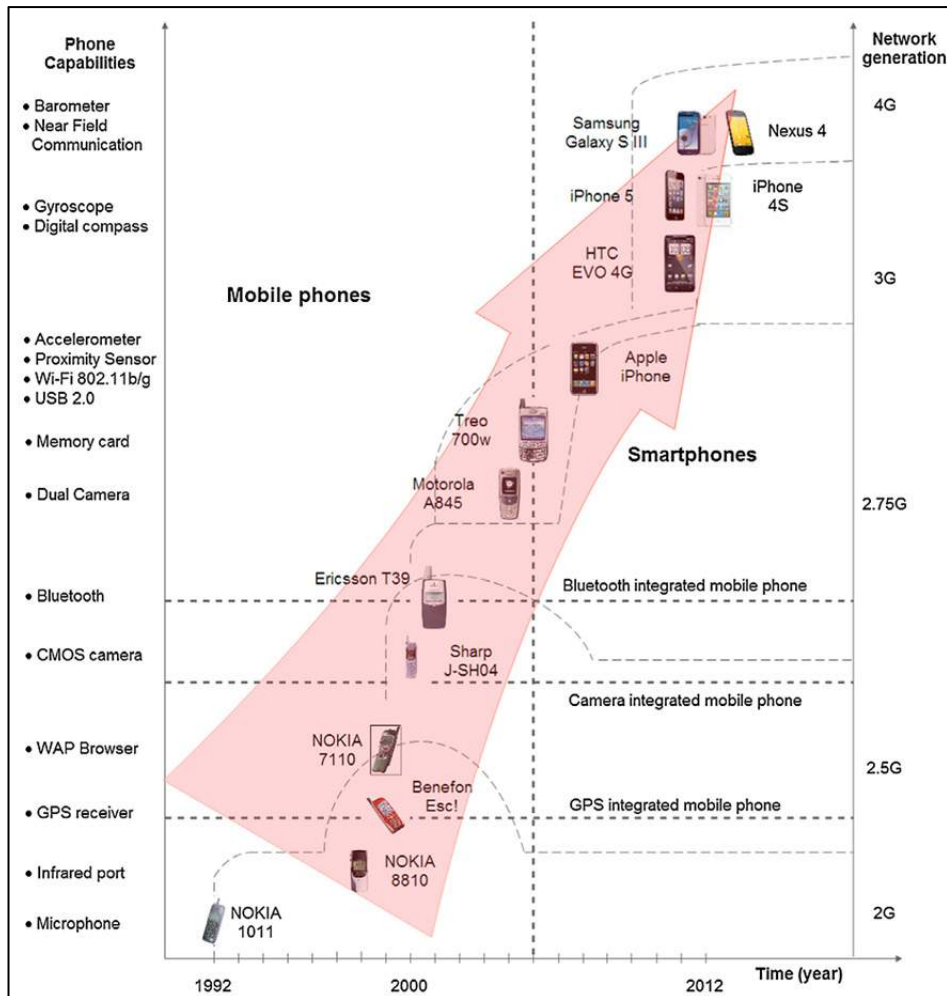 Phone
Capabilities
Network
generation
• Barometer
• Near Field
Communication
4G
Samsung
Galaxy S III
Nexus 4
iPhone 5
iPhone
4S
• Gyroscope
• Digital compass
HTC
EVO 4G
3G
Mobile phones
• Accelerometer
• Proximity Sensor
• Wi-Fi 802.11b/g
• USB 2.0
Apple
iPhone
Treo
700w
• Memory card
Smartphones
Motorola
A845
• Dual Camera
2.75G
Ericsson T39
Bluetooth integrated mobile phone
• Bluetooth
Sharp
J-SH04
• CMOS camera
Camera integrated mobile phone
NOKIA
7110
• WAP Browser
2.5G
Benefon
Esc!
GPS integrated mobile phone
• GPS receiver
NOKIA
8810
• Infrared port
NOKIA
1011
• Microphone
2G
Time (year)
1992
2000
2012